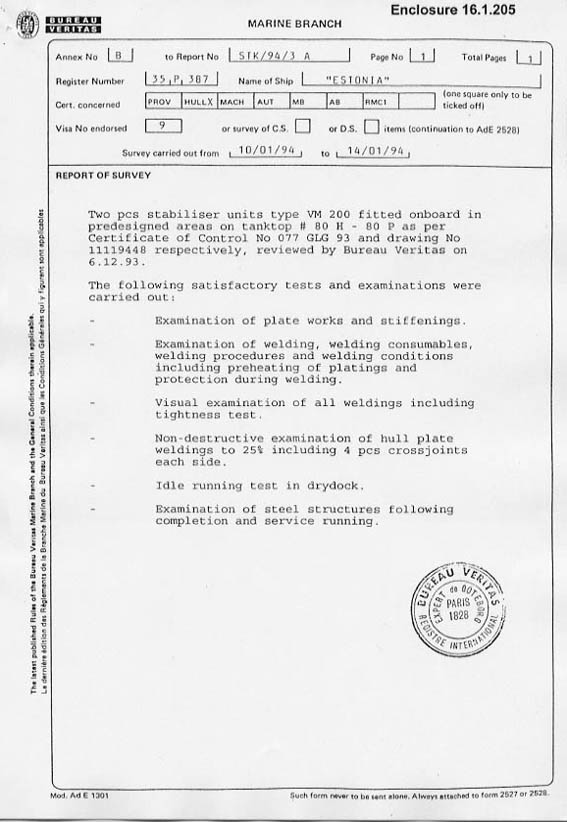 Enclosure 16.1.205
BUREAU VERITAS
MARINE BRANCH
Annex No B to Report No STK/94/3 A Page No 1 Total Pages 1
Register Number 35 P 387 Name of Ship "ESTONIA"
Cert. concerned PROV HULLX MACH AUT MB AB RMC1 (one square only to be ticked off)
Visa No endorsed 9 or survey of C.S. or D.S. items (continuation to AdE 2528)
Survey carried out from 10/01/94 to 14/01/94
REPORT OF SURVEY
Two pcs stabiliser units type VM 200 fitted onboard in
predesigned areas on tanktop # 80 H - 80 P as per
Certificate of Control No 077 GLG 93 and drawing No
11119448 respectively, reviewed by Bureau Veritas on
6.12.93.
The following satisfactory tests and examinations were
carried out:
- Examination of plate works and stiffenings.
- Examination of welding, welding consumables,
welding procedures and welding conditions
including preheating of platings and
protection during welding.
- Visual examination of all weldings including
tightness test.
- Non-destructive examination of hull plate
weldings to 25% including 4 pcs crossjoints
each side.
- Idle running test in drydock.
- Examination of steel structures following
completion and service running.
BUREAU VERITAS
EXPERT de GOTEBORG
PARIS
1828
REGISTRE INTERNATIONAL
The latest published Rules of the Bureau Veritas Marine Branch and the General Conditions therein applicable.
La dernière édition des Règlements de la Branche Marine du Bureau Veritas ainsi que les Conditions Générales qui y figurent sont applicables
Mod. Ad E 1301
Such form never to be sent alone. Always attached to form 2527 or 2528.